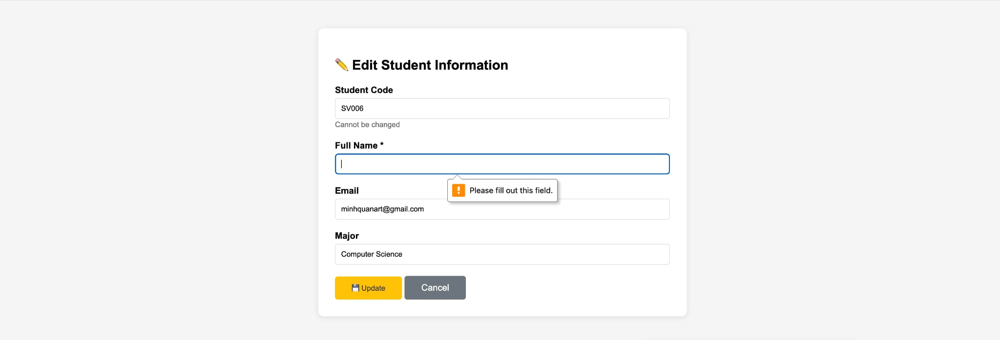 ✏️ Edit Student Information
Student Code
SV006
Cannot be changed
Full Name *
Please fill out this field.
Email
minhquanart@gmail.com
Major
Computer Science
💾 Update Cancel